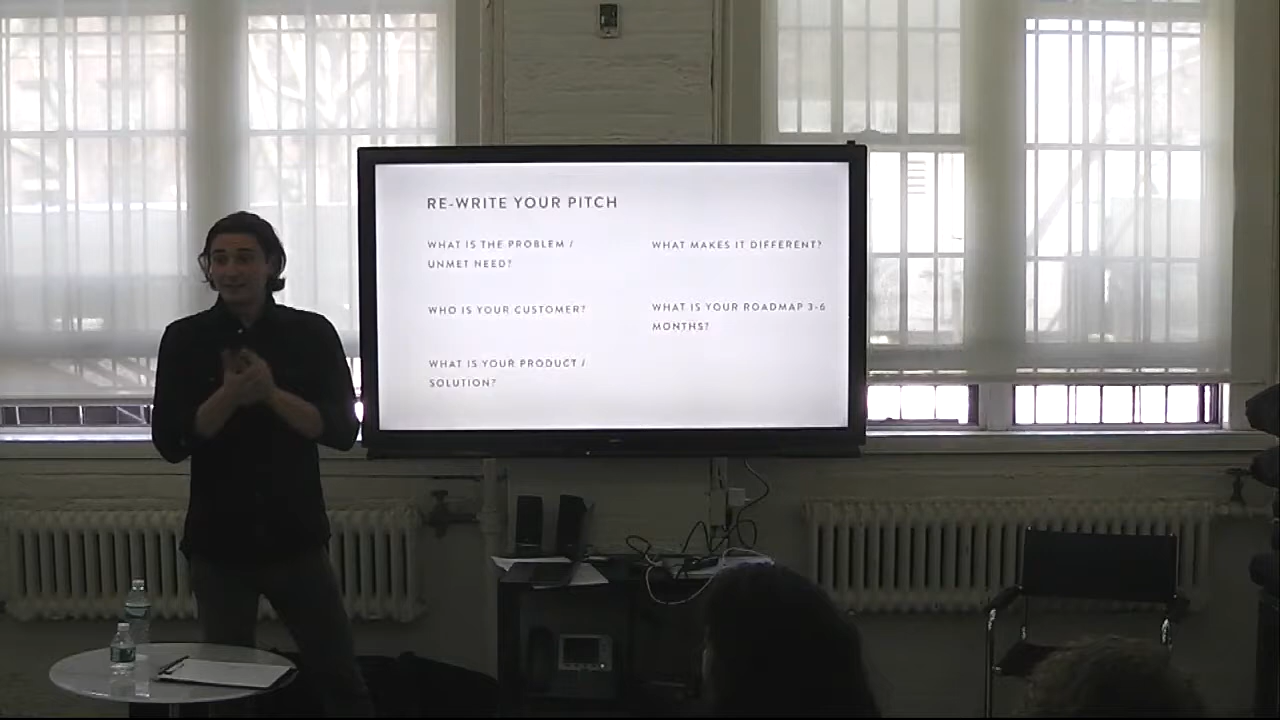 RE-WRITE YOUR PITCH
WHAT IS THE PROBLEM /
UNMET NEED?
WHO IS YOUR CUSTOMER?
WHAT IS YOUR PRODUCT /
SOLUTION?
WHAT MAKES IT DIFFERENT?
WHAT IS YOUR ROADMAP 3-6
MONTHS?